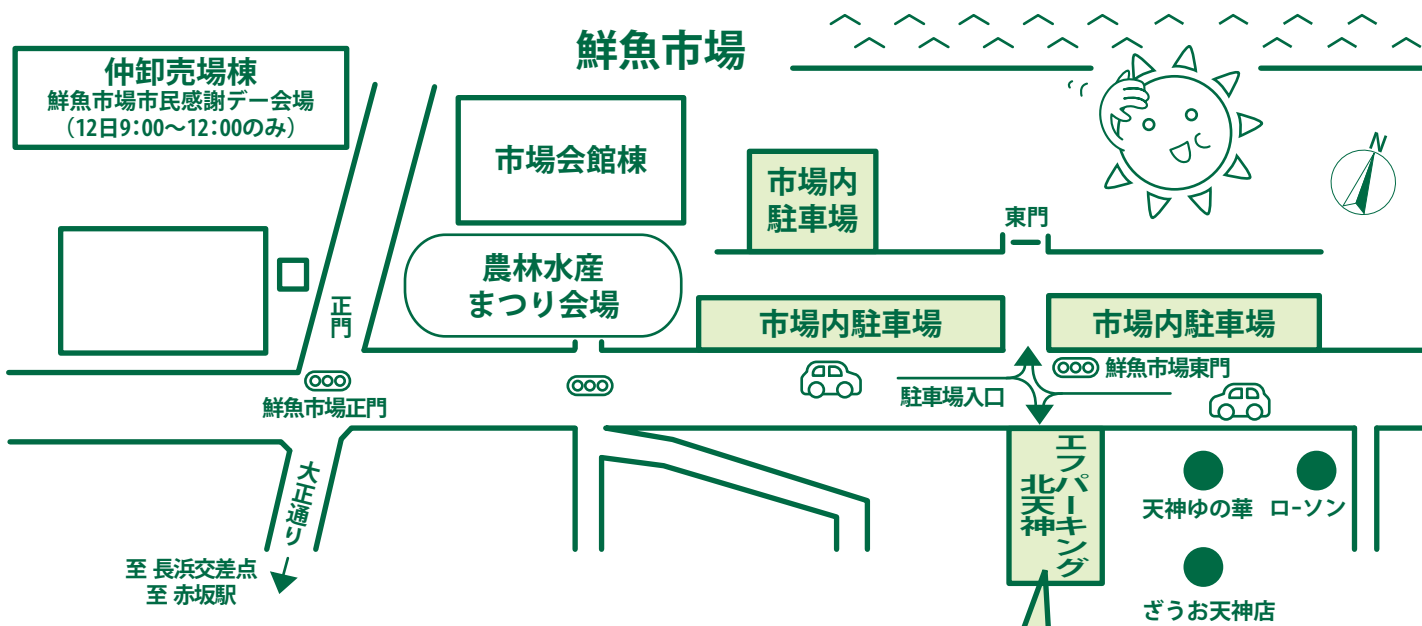 鮮魚市場
仲卸売場棟
鮮魚市場市民感謝デー会場
（12日9：00〜12：00のみ）
市場会館棟
市場内
駐車場
東門
N
農林水産
まつり会場
正門
市場内駐車場
市場内駐車場
鮮魚市場正門
駐車場入口
鮮魚市場東門
大正通り
至 長浜交差点
至 赤坂駅
エフパーキング
北天神
天神ゆの華
ローソン
ざうお天神店